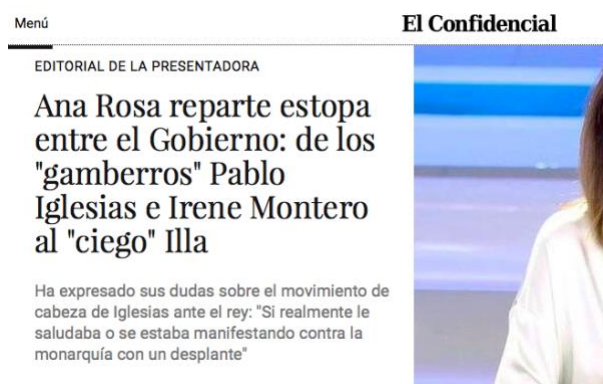 Menú
El Confidencial
EDITORIAL DE LA PRESENTADORA
Ana Rosa reparte estopa
entre el Gobierno: de los
"gamberros" Pablo
Iglesias e Irene Montero
al "ciego" Illa
Ha expresado sus dudas sobre el movimiento de
cabeza de Iglesias ante el rey: "Si realmente le
saludaba o se estaba manifestando contra la
monarquía con un desplante"